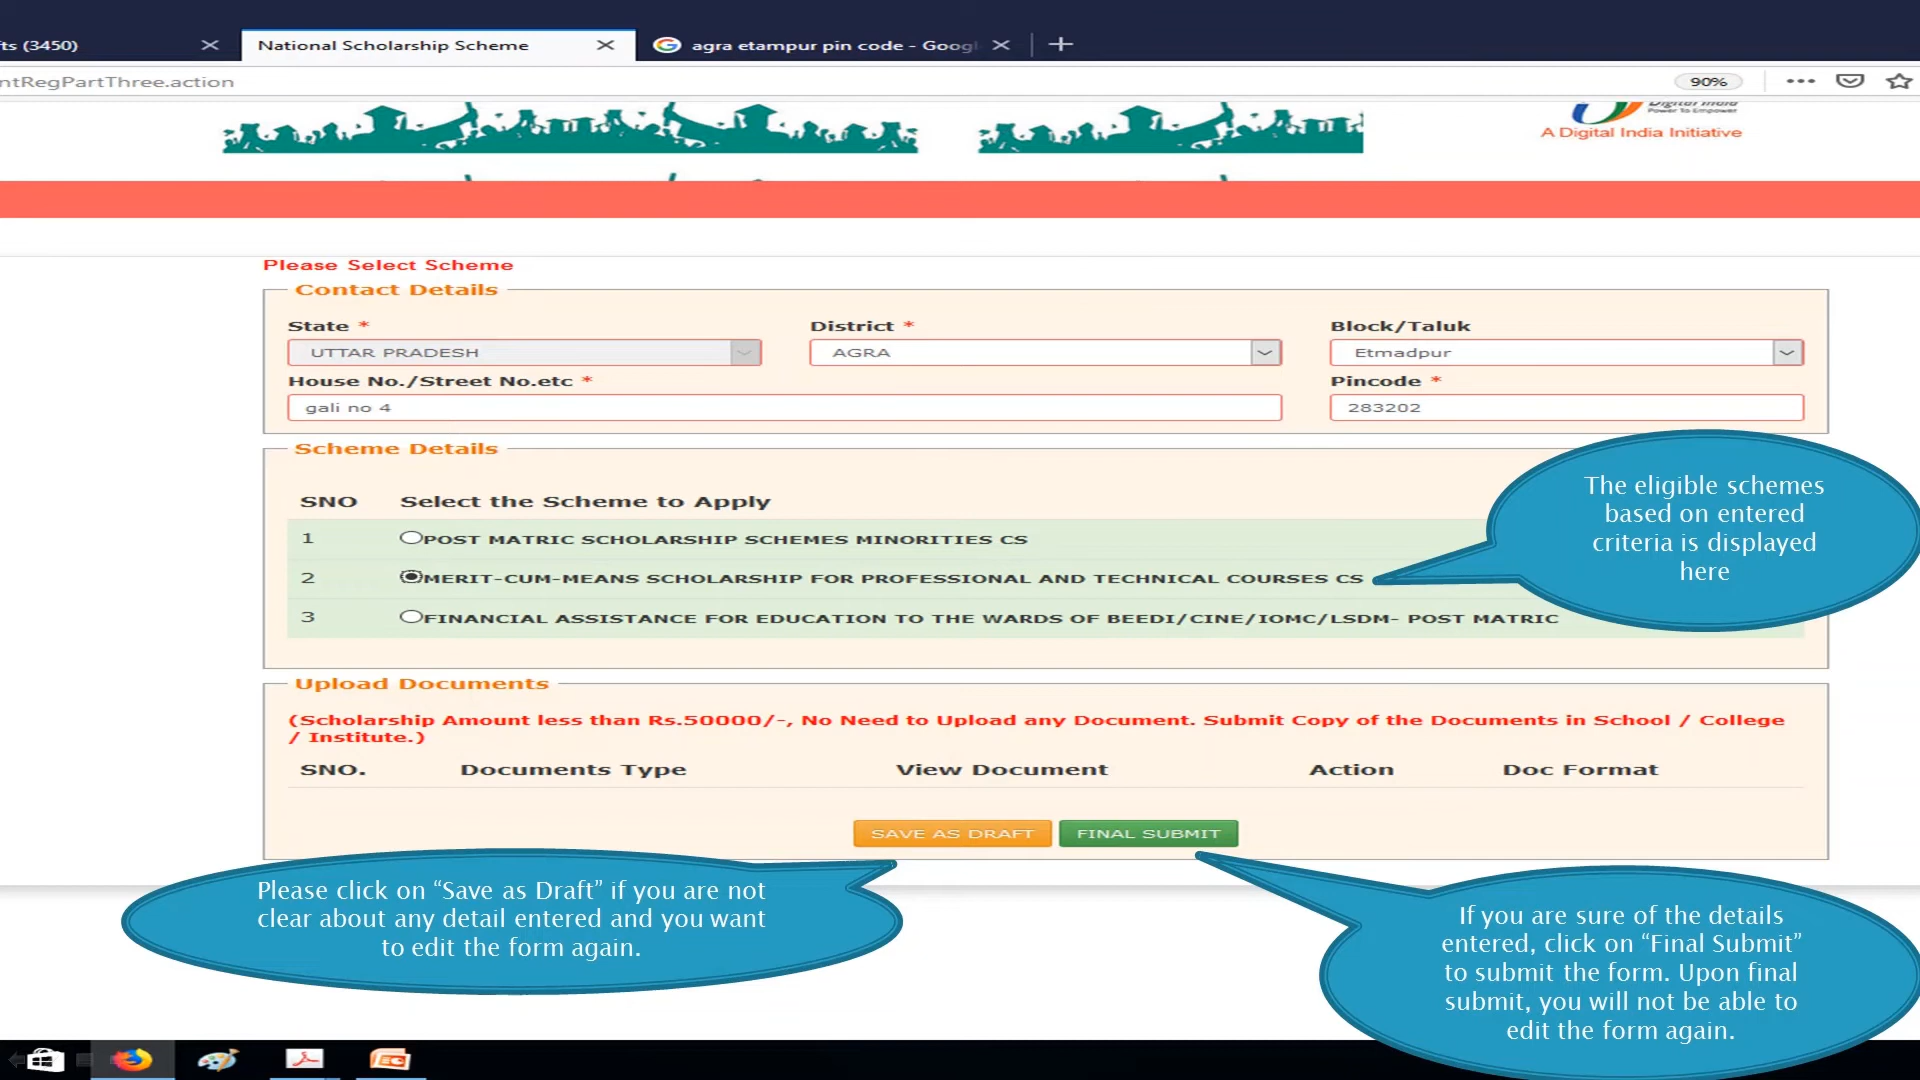 ts (3450)
National Scholarship Scheme
agra etampur pin code - Goog
ntRegPartThree.action
90%
Digital India
Power To Empower
A Digital India Initiative
Please Select Scheme
Contact Details
State *
District *
Block/Taluk
UTTAR PRADESH
AGRA
Etmadpur
House No./Street No.etc *
Pincode *
gali no 4
283202
Scheme Details
SNO Select the Scheme to Apply
1 POST MATRIC SCHOLARSHIP SCHEMES MINORITIES CS
2 MERIT-CUM-MEANS SCHOLARSHIP FOR PROFESSIONAL AND TECHNICAL COURSES CS
3 FINANCIAL ASSISTANCE FOR EDUCATION TO THE WARDS OF BEEDI/CINE/IOMC/LSDM- POST MATRIC
The eligible schemes
based on entered
criteria is displayed
here
Upload Documents
(Scholarship Amount less than Rs.50000/-, No Need to Upload any Document. Submit Copy of the Documents in School / College
/ Institute.)
SNO. Documents Type View Document Action Doc Format
SAVE AS DRAFT FINAL SUBMIT
Please click on “Save as Draft” if you are not
clear about any detail entered and you want
to edit the form again.
If you are sure of the details
entered, click on “Final Submit”
to submit the form. Upon final
submit, you will not be able to
edit the form again.